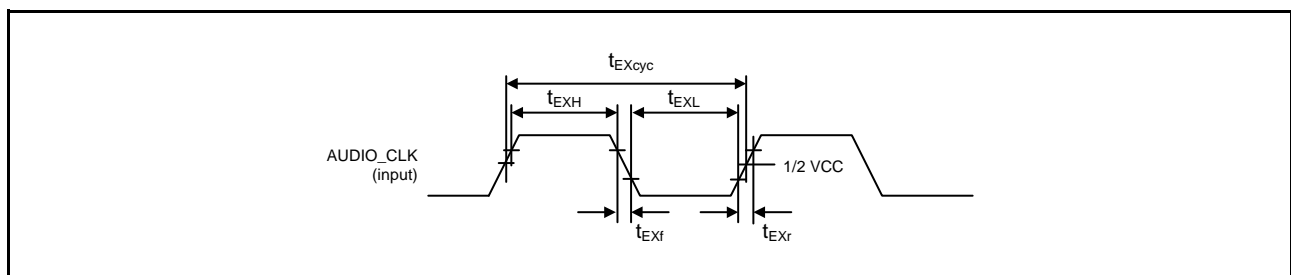 tEXcyc
tEXH
tEXL
AUDIO_CLK
(input)
1/2 VCC
tEXf
tEXr